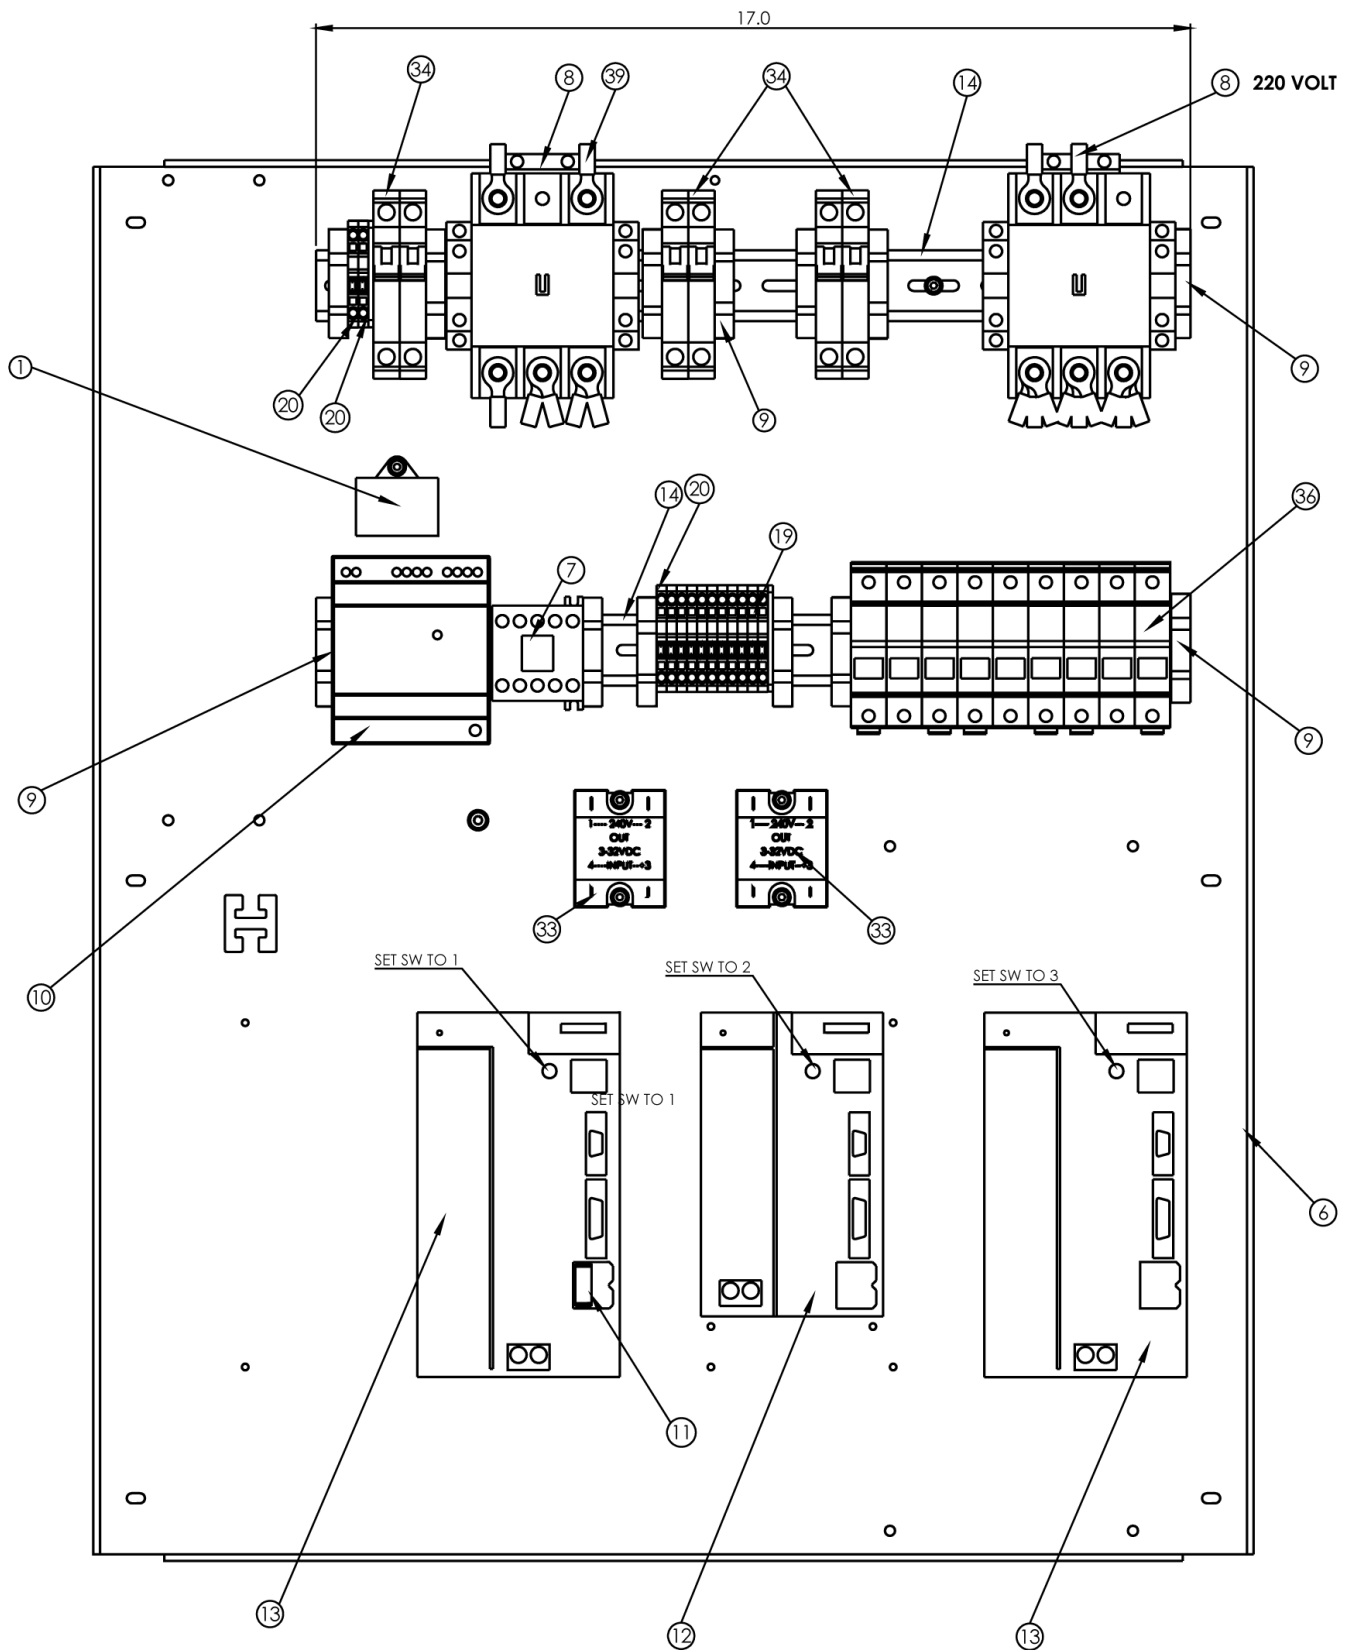 17.0
34
8
39
34
14
8 220 VOLT
1
20
20
9
9
14
20
19
36
7
9
9
10
1---- 240V--- 2
OUT
3-32VDC
4----INPUT--+3
1---- 240V--- 2
OUT
3-32VDC
4----INPUT--+3
33
33
SET SW TO 1
SET SW TO 2
SET SW TO 3
SET SW TO 1
6
11
13
12
13